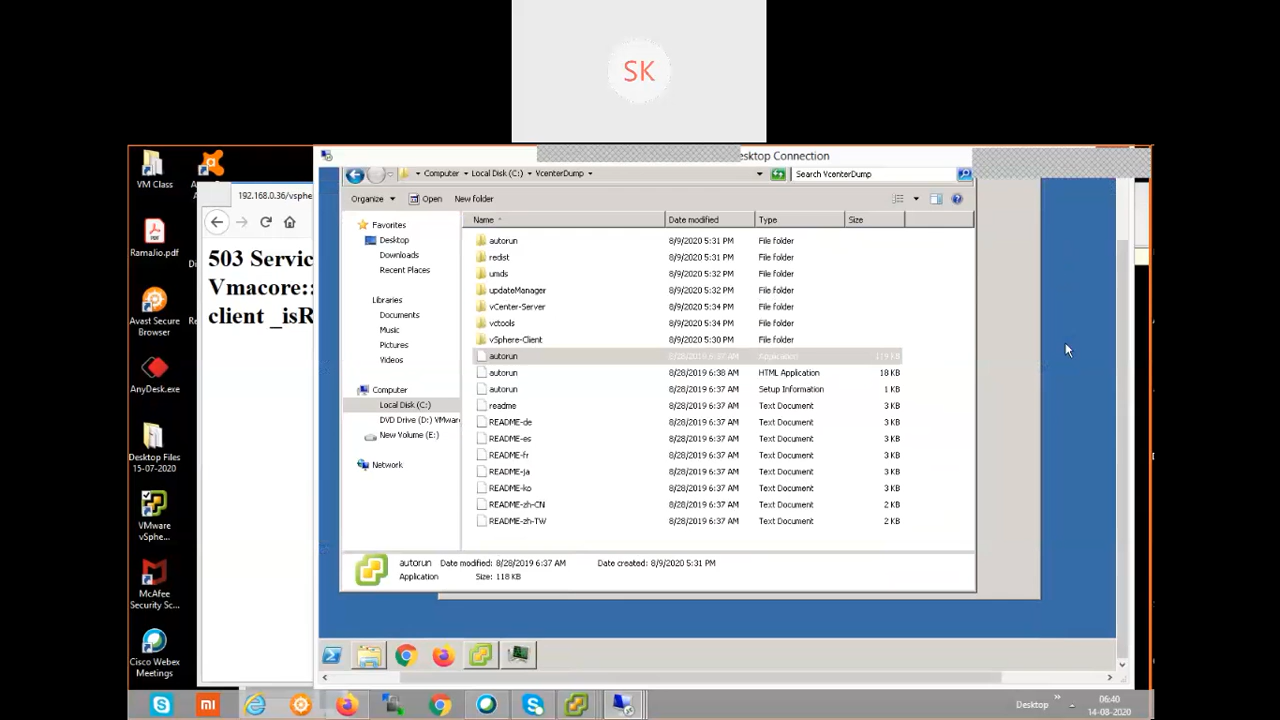 SK
VM Class
RamaJio.pdf
Avast Secure
Browser
AnyDesk.exe
Desktop Files
15-07-2020
VMware
vSphe...
McAfee
Security Sc...
Cisco Webex
Meetings
192.168.0.36/vsphe
503 Servic
Vmacore::
client _isR
esktop Connection
Computer Local Disk (C:) VcenterDump
Search VcenterDump
Organize Open New folder
Favorites
Desktop
Downloads
Recent Places
Libraries
Documents
Music
Pictures
Videos
Computer
Local Disk (C:)
DVD Drive (D:) VMwar
New Volume (E:)
Network
Name Date modified Type Size
autorun 8/9/2020 5:31 PM File folder
redist 8/9/2020 5:31 PM File folder
umds 8/9/2020 5:32 PM File folder
updateManager 8/9/2020 5:32 PM File folder
vCenter-Server 8/9/2020 5:34 PM File folder
vctools 8/9/2020 5:34 PM File folder
vSphere-Client 8/9/2020 5:30 PM File folder
autorun 8/28/2019 6:37 AM Application 119 KB
autorun 8/28/2019 6:38 AM HTML Application 18 KB
autorun 8/28/2019 6:37 AM Setup Information 1 KB
readme 8/28/2019 6:37 AM Text Document 3 KB
README-de 8/28/2019 6:37 AM Text Document 3 KB
README-es 8/28/2019 6:37 AM Text Document 3 KB
README-fr 8/28/2019 6:37 AM Text Document 3 KB
README-ja 8/28/2019 6:37 AM Text Document 3 KB
README-ko 8/28/2019 6:37 AM Text Document 3 KB
README-zh-CN 8/28/2019 6:37 AM Text Document 2 KB
README-zh-TW 8/28/2019 6:37 AM Text Document 2 KB
autorun Date modified: 8/28/2019 6:37 AM Date created: 8/9/2020 5:31 PM
Application Size: 118 KB
Desktop
06:40
14-08-2020